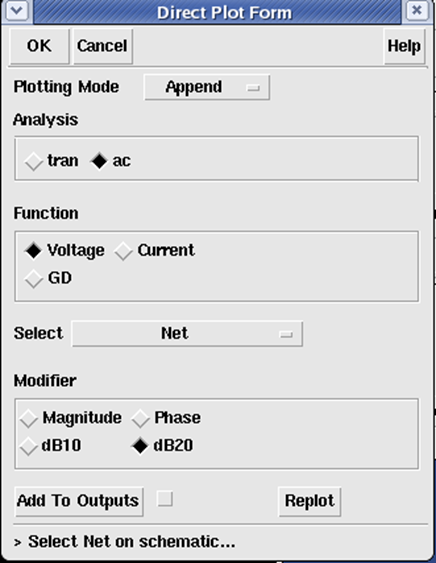 Direct Plot Form
OK Cancel Help
Plotting Mode Append
Analysis
tran ac
Function
Voltage Current
GD
Select Net
Modifier
Magnitude Phase
dB10 dB20
Add To Outputs Replot
> Select Net on schematic...